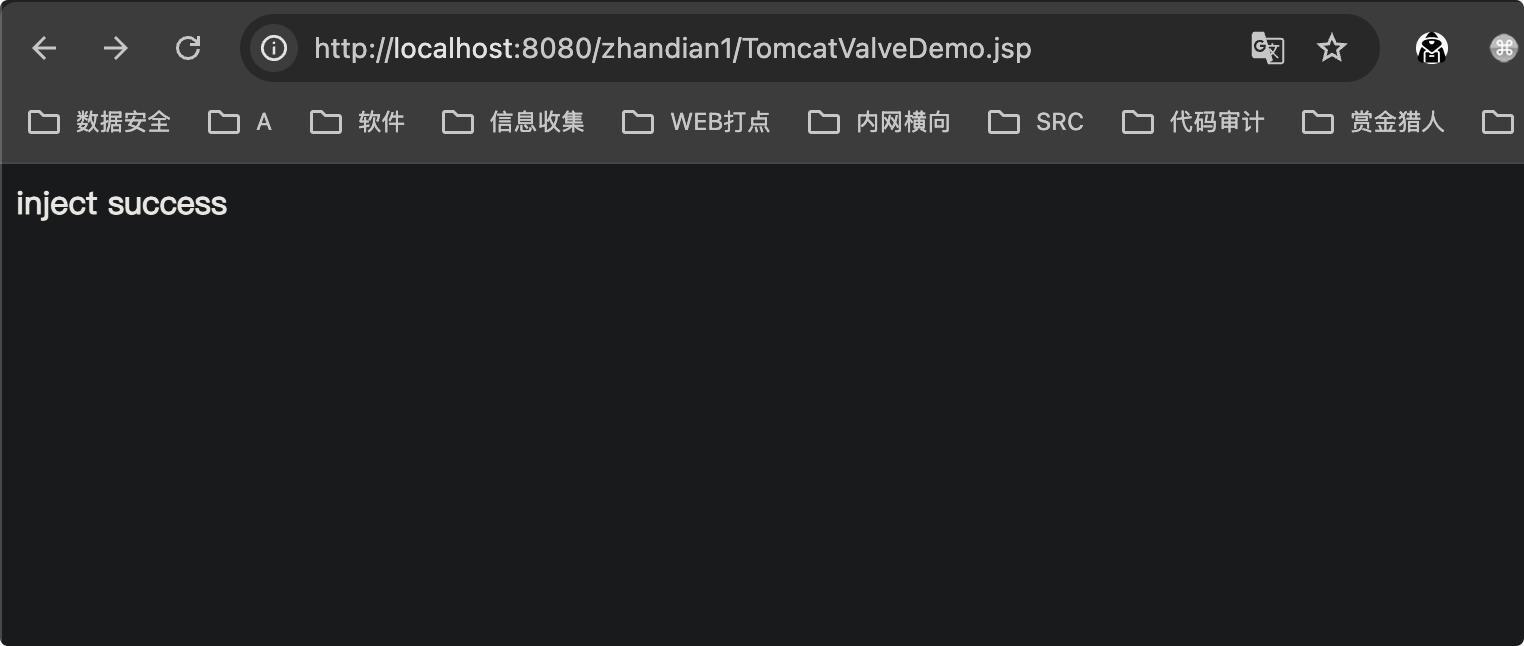 http://localhost:8080/zhandian1/TomcatValveDemo.jsp
数据安全 A 软件 信息收集 WEB打点 内网横向 SRC 代码审计 赏金猎人
inject success